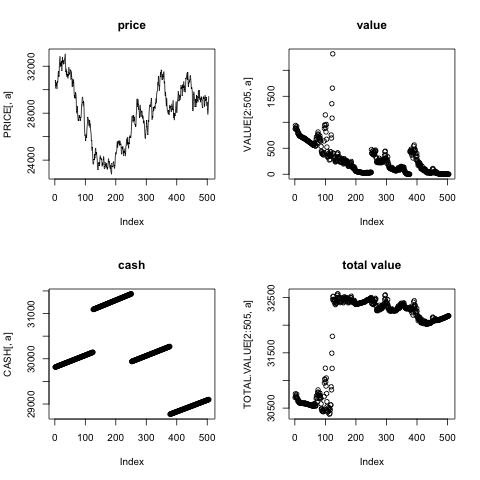 price
PRICE[, a]
24000 28000 32000
0 100 200 300 400 500
Index
value
VALUE[2:505, a]
0 500 1500
0 100 200 300 400 500
Index
cash
CASH[, a]
29000 30000 31000
0 100 200 300 400 500
Index
total value
TOTAL.VALUE[2:505, a]
30500 31500 32500
0 100 200 300 400 500
Index